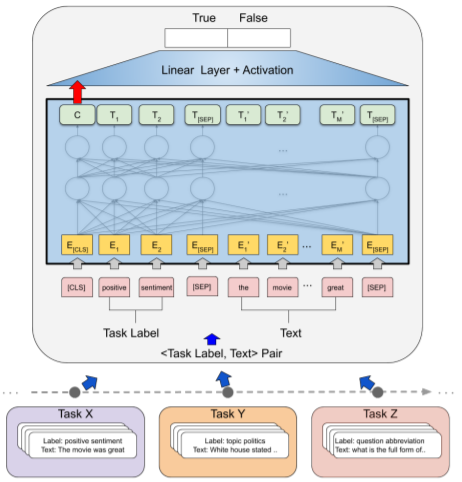 True False
Linear Layer + Activation
C T1 T2 T[SEP] T1' T2' TM' T[SEP]
...
E[CLS] E1 E2 E[SEP] E1' E2' ... EM' E[SEP]
[CLS] positive sentiment [SEP] the movie ... great [SEP]
Task Label Text
<Task Label, Text> Pair
... ...
Task X Task Y Task Z
Label: positive sentiment
Text: The movie was great
Label: topic politics
Text: White house stated ..
Label: question abbreviation
Text: what is the full form of..